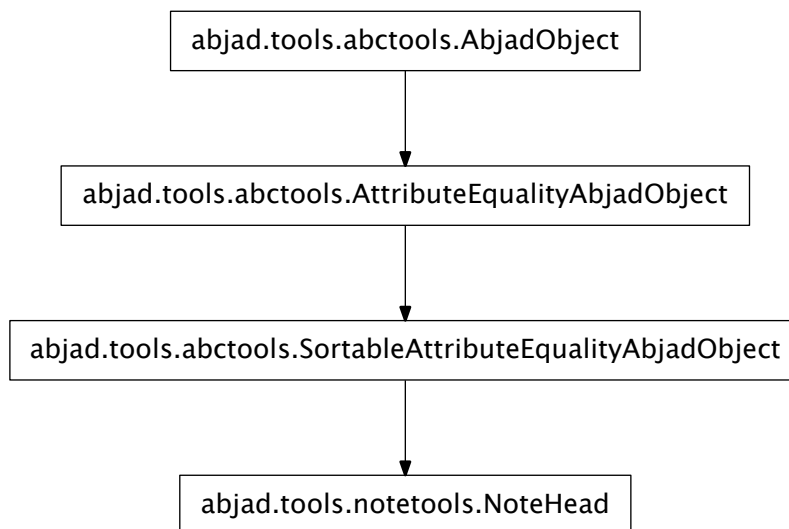 abjad.tools.abctools.AbjadObject
abjad.tools.abctools.AttributeEqualityAbjadObject
abjad.tools.abctools.SortableAttributeEqualityAbjadObject
abjad.tools.notetools.NoteHead